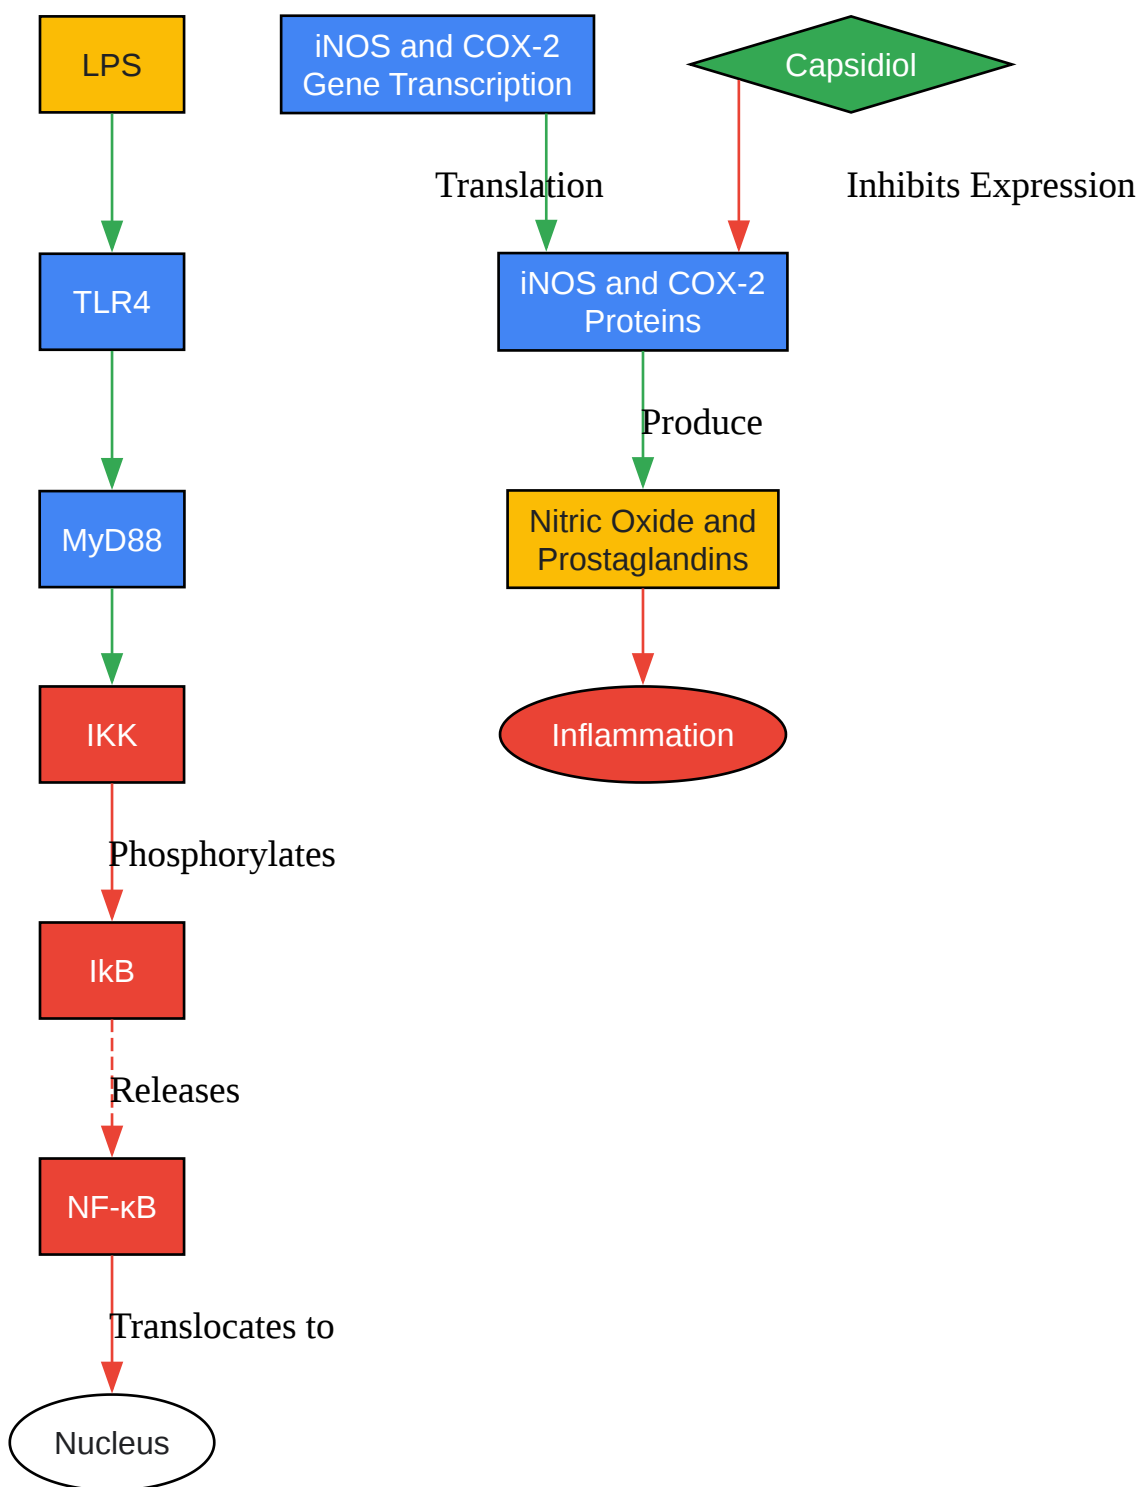 LPS
iNOS and COX-2
Gene Transcription
Capsidiol
Translation
Inhibits Expression
TLR4
iNOS and COX-2
Proteins
Produce
MyD88
Nitric Oxide and
Prostaglandins
IKK
Inflammation
Phosphorylates
IkB
Releases
NF-κB
Translocates to
Nucleus